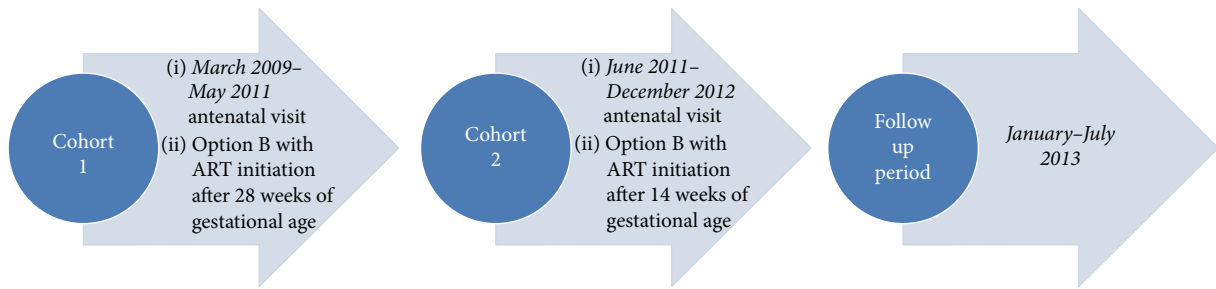 Cohort
1
(i) March 2009–
May 2011
antenatal visit
(ii) Option B with
ART initiation
after 28 weeks of
gestational age
Cohort
2
(i) June 2011–
December 2012
antenatal visit
(ii) Option B with
ART initiation
after 14 weeks of
gestational age
Follow
up
period
January–July
2013